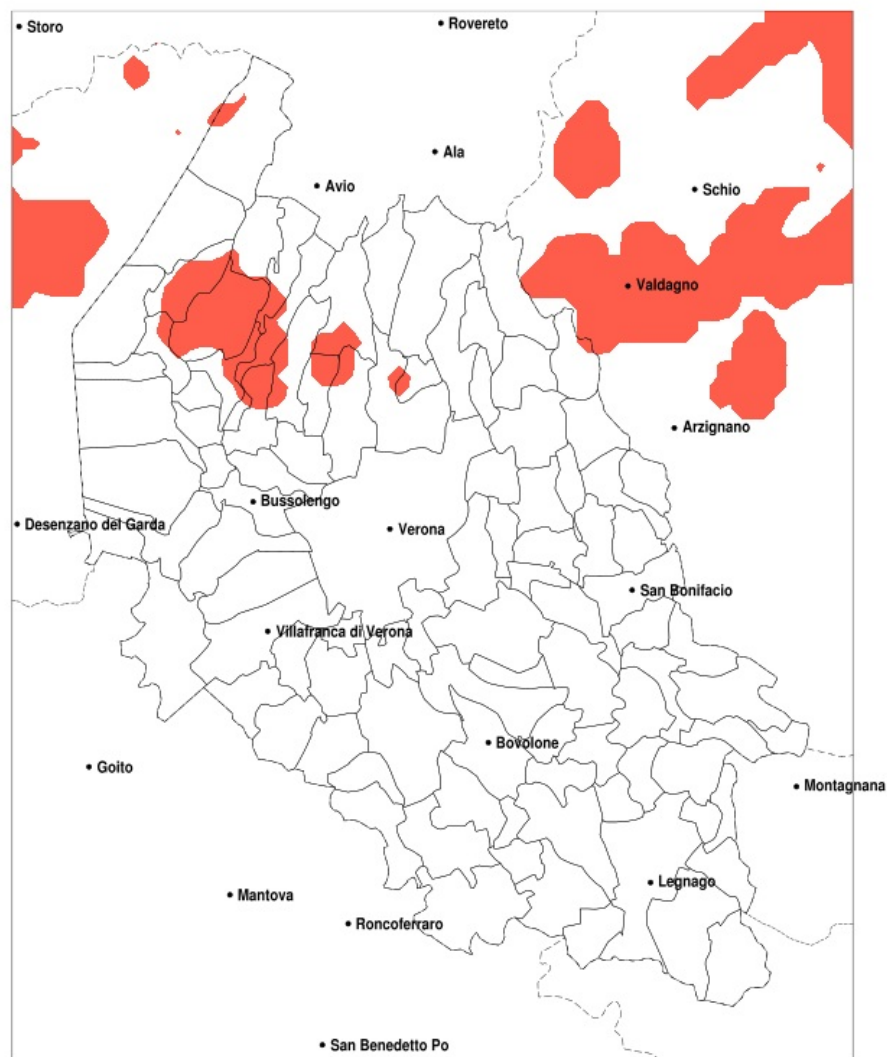 Storo
Rovereto
Ala
Avio
Schio
Valdagno
Arzignano
Bussolengo
Desenzano del Garda
Verona
San Bonifacio
Villafranca di Verona
Bovolone
Goito
Montagnana
Legnago
Mantova
Roncoferraro
San Benedetto Po